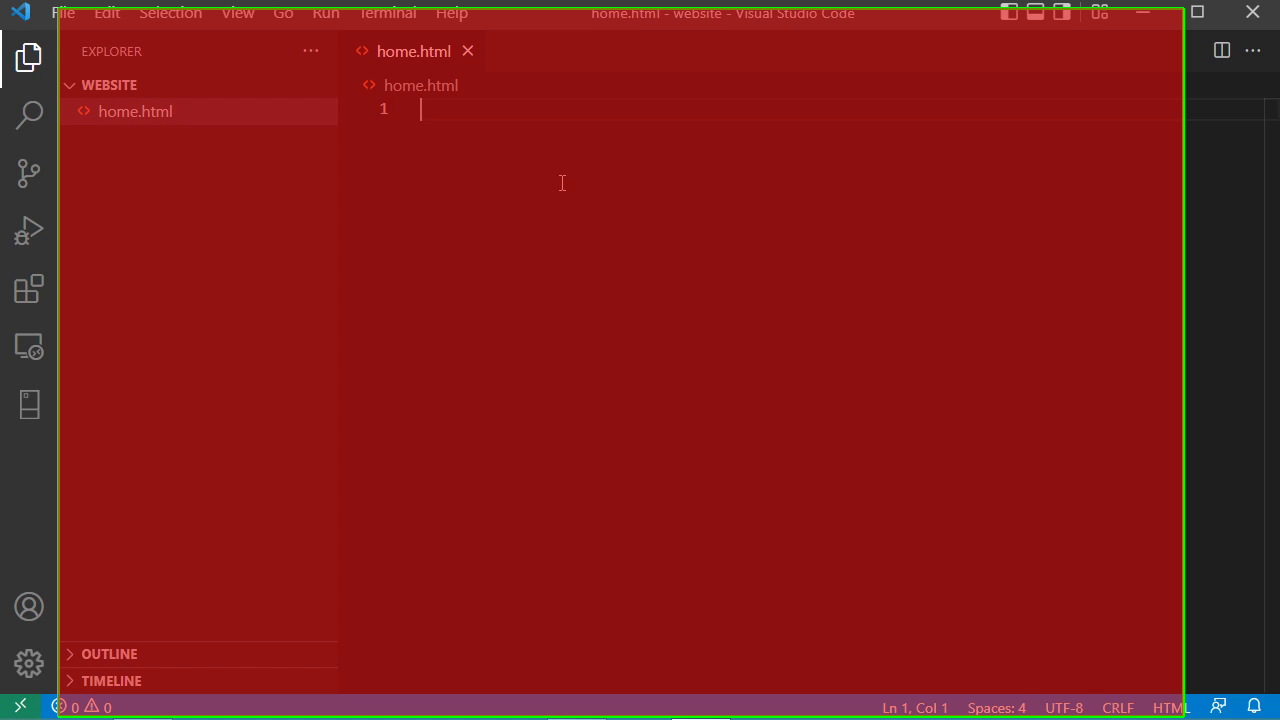 File Edit Selection View Go Run Terminal Help home.html - website - Visual Studio Code
EXPLORER
home.html
WEBSITE
home.html
home.html
1
OUTLINE
TIMELINE
0 0 Ln 1, Col 1 Spaces: 4 UTF-8 CRLF HTML